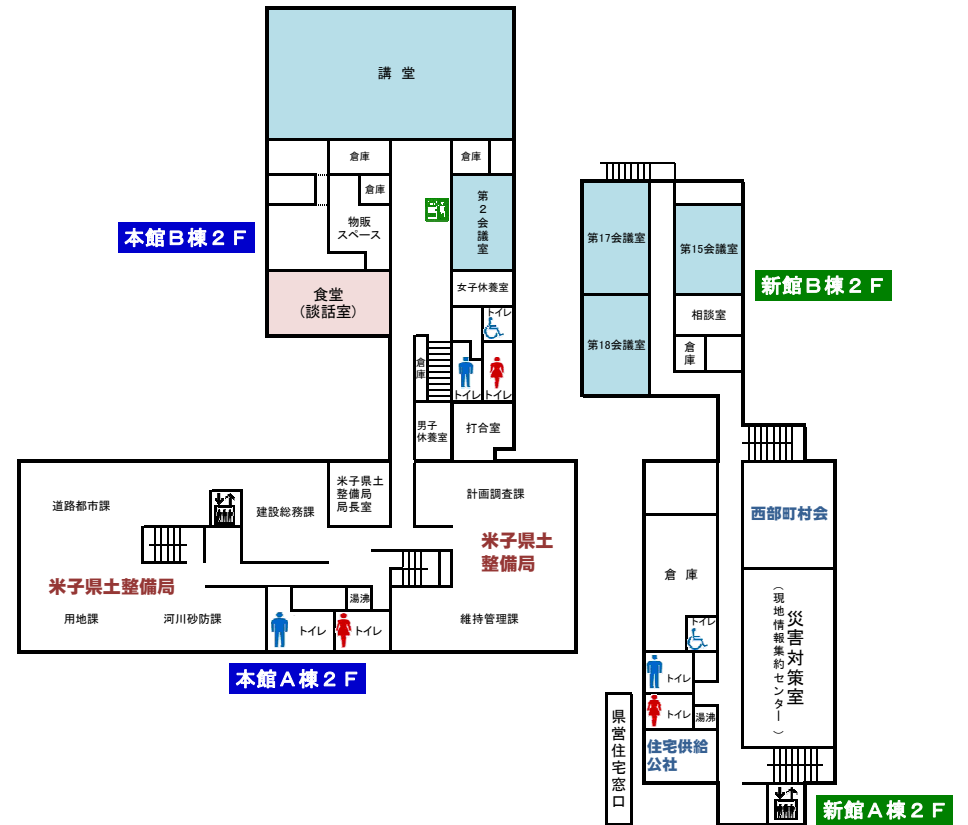 講 堂
倉庫
倉庫
倉庫
物販
スペース
第2会議室
本館B棟2F
食堂
(談話室)
女子休養室
トイレ
倉庫
トイレ
トイレ
男子
休養室
打合室
第17会議室
第15会議室
新館B棟2F
相談室
第18会議室
倉庫
道路都市課
建設総務課
米子県土
整備局
局長室
計画調査課
米子県土
整備局
米子県土整備局
用地課
河川砂防課
湯沸
トイレ
トイレ
維持管理課
本館A棟2F
西部町村会
倉 庫
災害対策室
(現地情報集約センター)
トイレ
トイレ
トイレ
湯沸
住宅供給
公社
県営住宅窓口
新館A棟2F